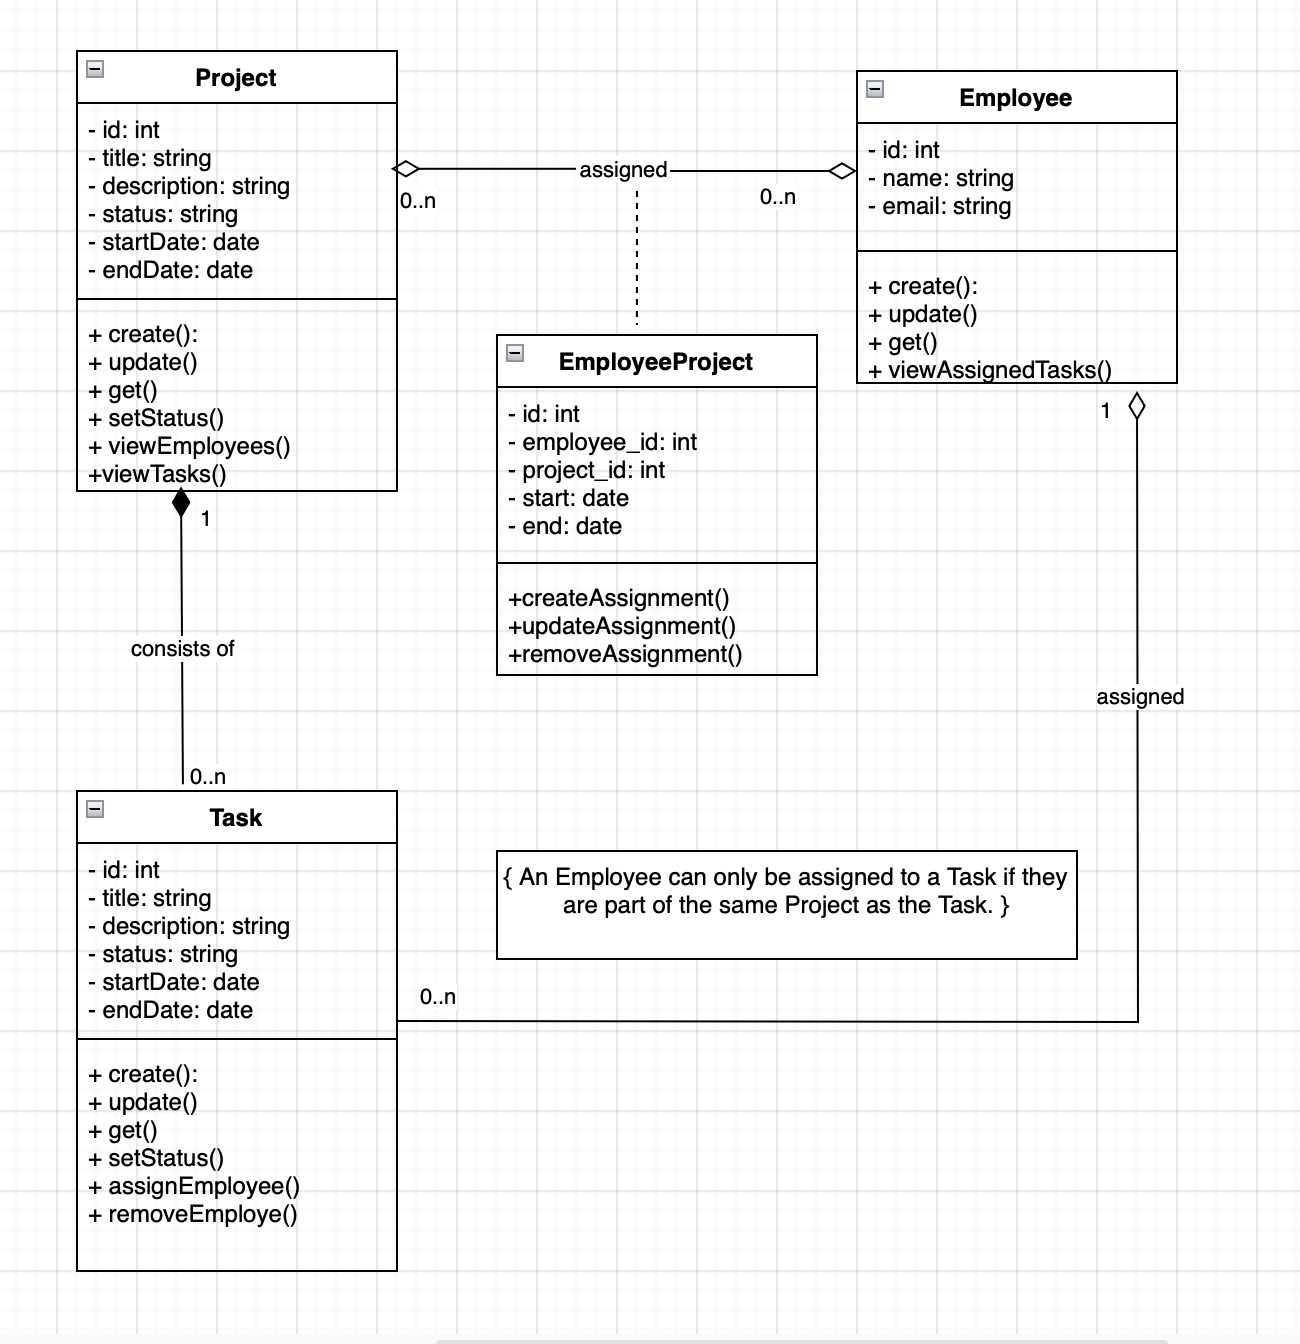 Project
- id: int
- title: string
- description: string
- status: string
- startDate: date
- endDate: date
+ create():
+ update()
+ get()
+ setStatus()
+ viewEmployees()
+viewTasks()
assigned
0..n
0..n
Employee
- id: int
- name: string
- email: string
+ create():
+ update()
+ get()
+ viewAssignedTasks()
EmployeeProject
- id: int
- employee_id: int
- project_id: int
- start: date
- end: date
+createAssignment()
+updateAssignment()
+removeAssignment()
1
1
consists of
assigned
0..n
Task
- id: int
- title: string
- description: string
- status: string
- startDate: date
- endDate: date
+ create():
+ update()
+ get()
+ setStatus()
+ assignEmployee()
+ removeEmploye()
{ An Employee can only be assigned to a Task if they
are part of the same Project as the Task. }
0..n